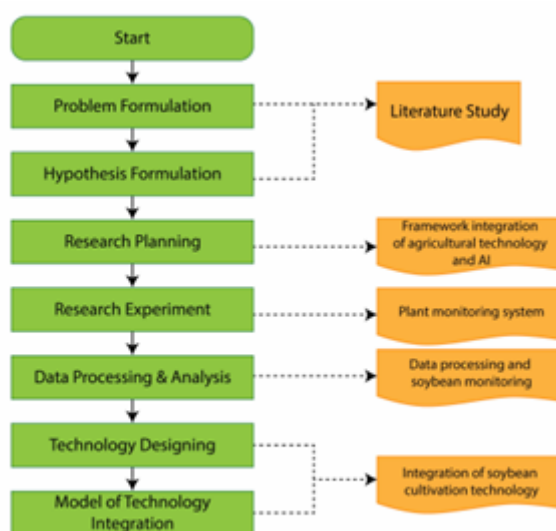 Start
Problem Formulation
Literature Study
Hypothesis Formulation
Research Planning
Framework integration
of agricultural technology
and AI
Research Experiment
Plant monitoring system
Data Processing & Analysis
Data processing and
soybean monitoring
Technology Designing
Model of Technology
Integration
Integration of soybean
cultivation technology